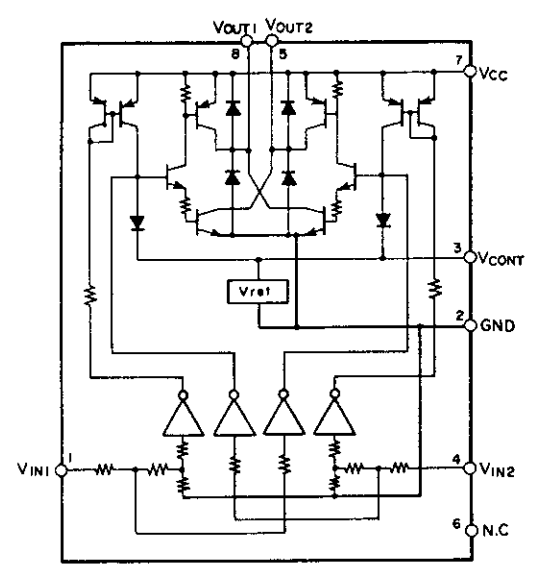 VOUT1 VOUT2
8 5
7 VCC
3 VCONT
Vref
2 GND
VIN1 1
4 VIN2
6 N.C